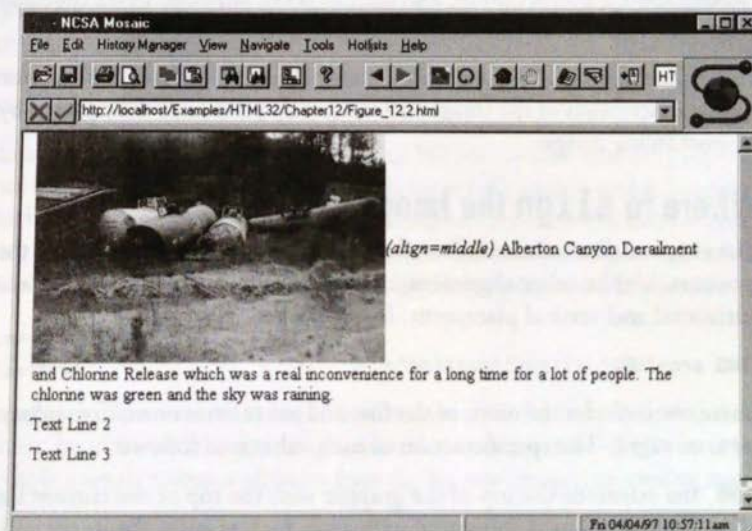 NCSA Mosaic
File Edit History Manager View Navigate Tools Hotlists Help
HT
http://localhost/Examples/HTML32/Chapter12/Figure_12.2.html
(align=middle) Alberton Canyon Derailment
and Chlorine Release which was a real inconvenience for a long time for a lot of people. The
chlorine was green and the sky was raining.
Text Line 2
Text Line 3
Fri 04/04/97 10:57:11am